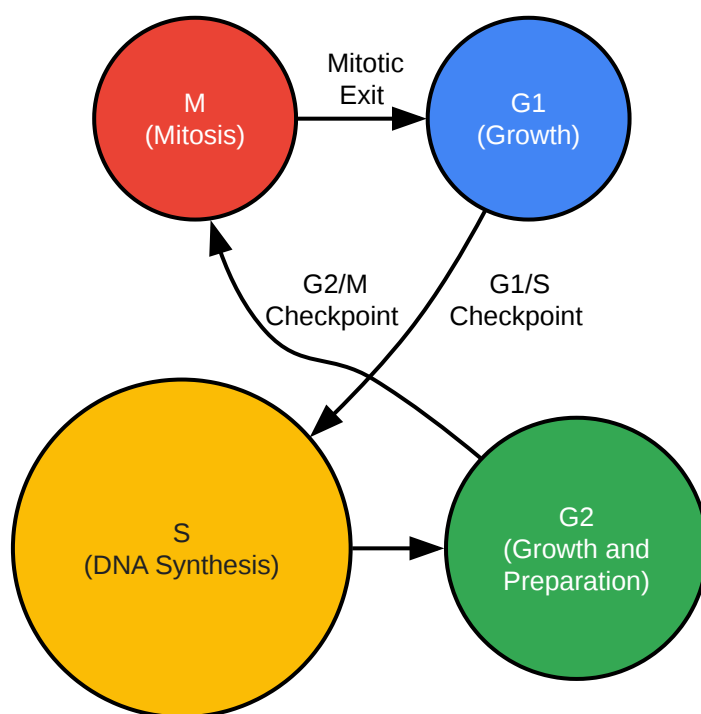 M
(Mitosis)
Mitotic
Exit
G1
(Growth)
G2/M
Checkpoint
G1/S
Checkpoint
S
(DNA Synthesis)
G2
(Growth and
Preparation)